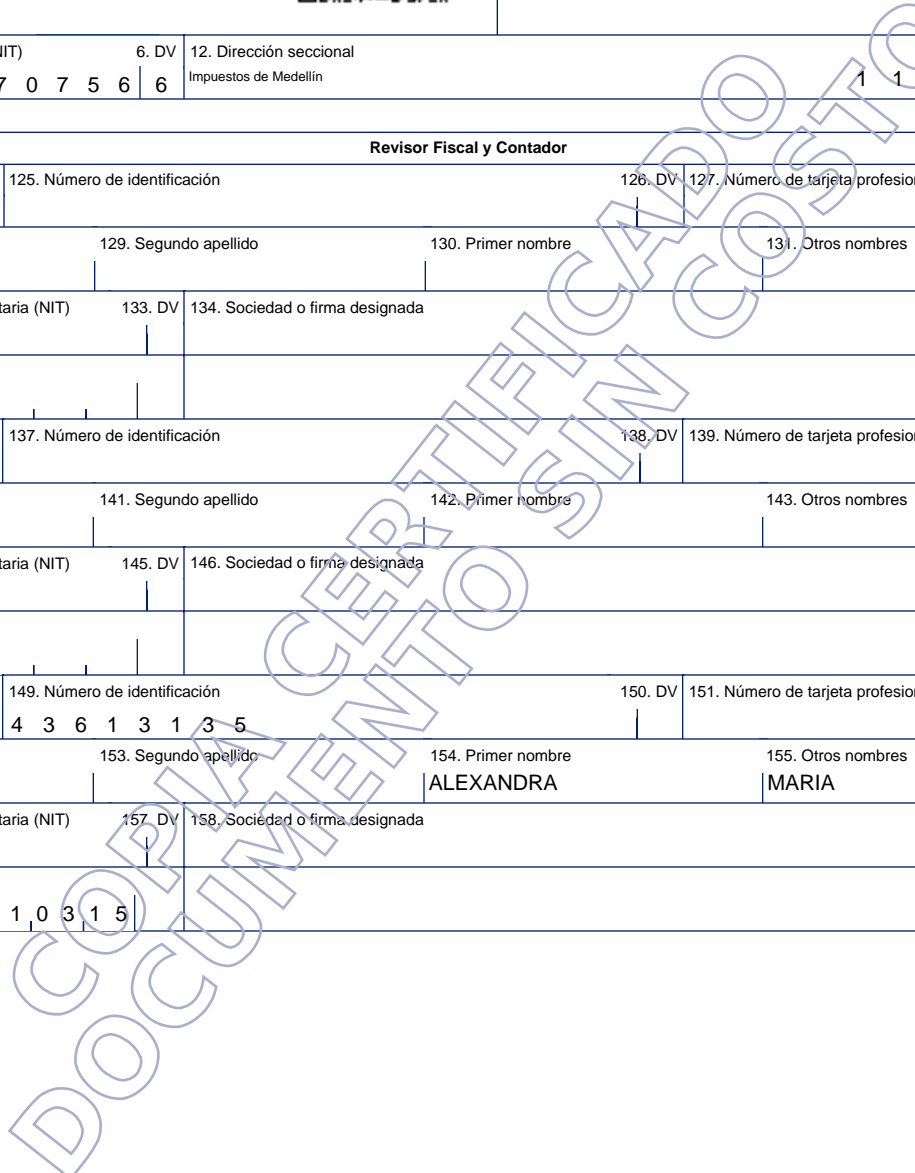 NIT) 6. DV 12. Dirección seccional
7 0 7 5 6 6 Impuestos de Medellín 1 1
Revisor Fiscal y Contador
125. Número de identificación 126. DV 127. Número de tarjeta profesion
129. Segundo apellido 130. Primer nombre 131. Otros nombres
taria (NIT) 133. DV 134. Sociedad o firma designada
137. Número de identificación 138. DV 139. Número de tarjeta profesion
141. Segundo apellido 142. Primer nombre 143. Otros nombres
taria (NIT) 145. DV 146. Sociedad o firma designada
149. Número de identificación 150. DV 151. Número de tarjeta profesion
4 3 6 1 3 1 3 5
153. Segundo apellido 154. Primer nombre 155. Otros nombres
ALEXANDRA MARIA
taria (NIT) 157. DV 158. Sociedad o firma designada
1 0 3 1 5
COPIA CERTIFICADO
DOCUMENTO SIN COSTO